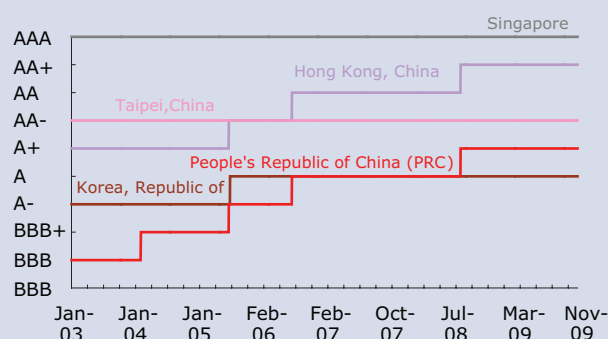 Singapore
AAA
AA+
Hong Kong, China
AA
Taipei,China
AA-
A+
People's Republic of China (PRC)
A
Korea, Republic of
A-
BBB+
BBB
BBB
Jan- Jan- Jan- Feb- Feb- Oct- Jul- Mar- Nov-
03 04 05 06 07 07 08 09 09